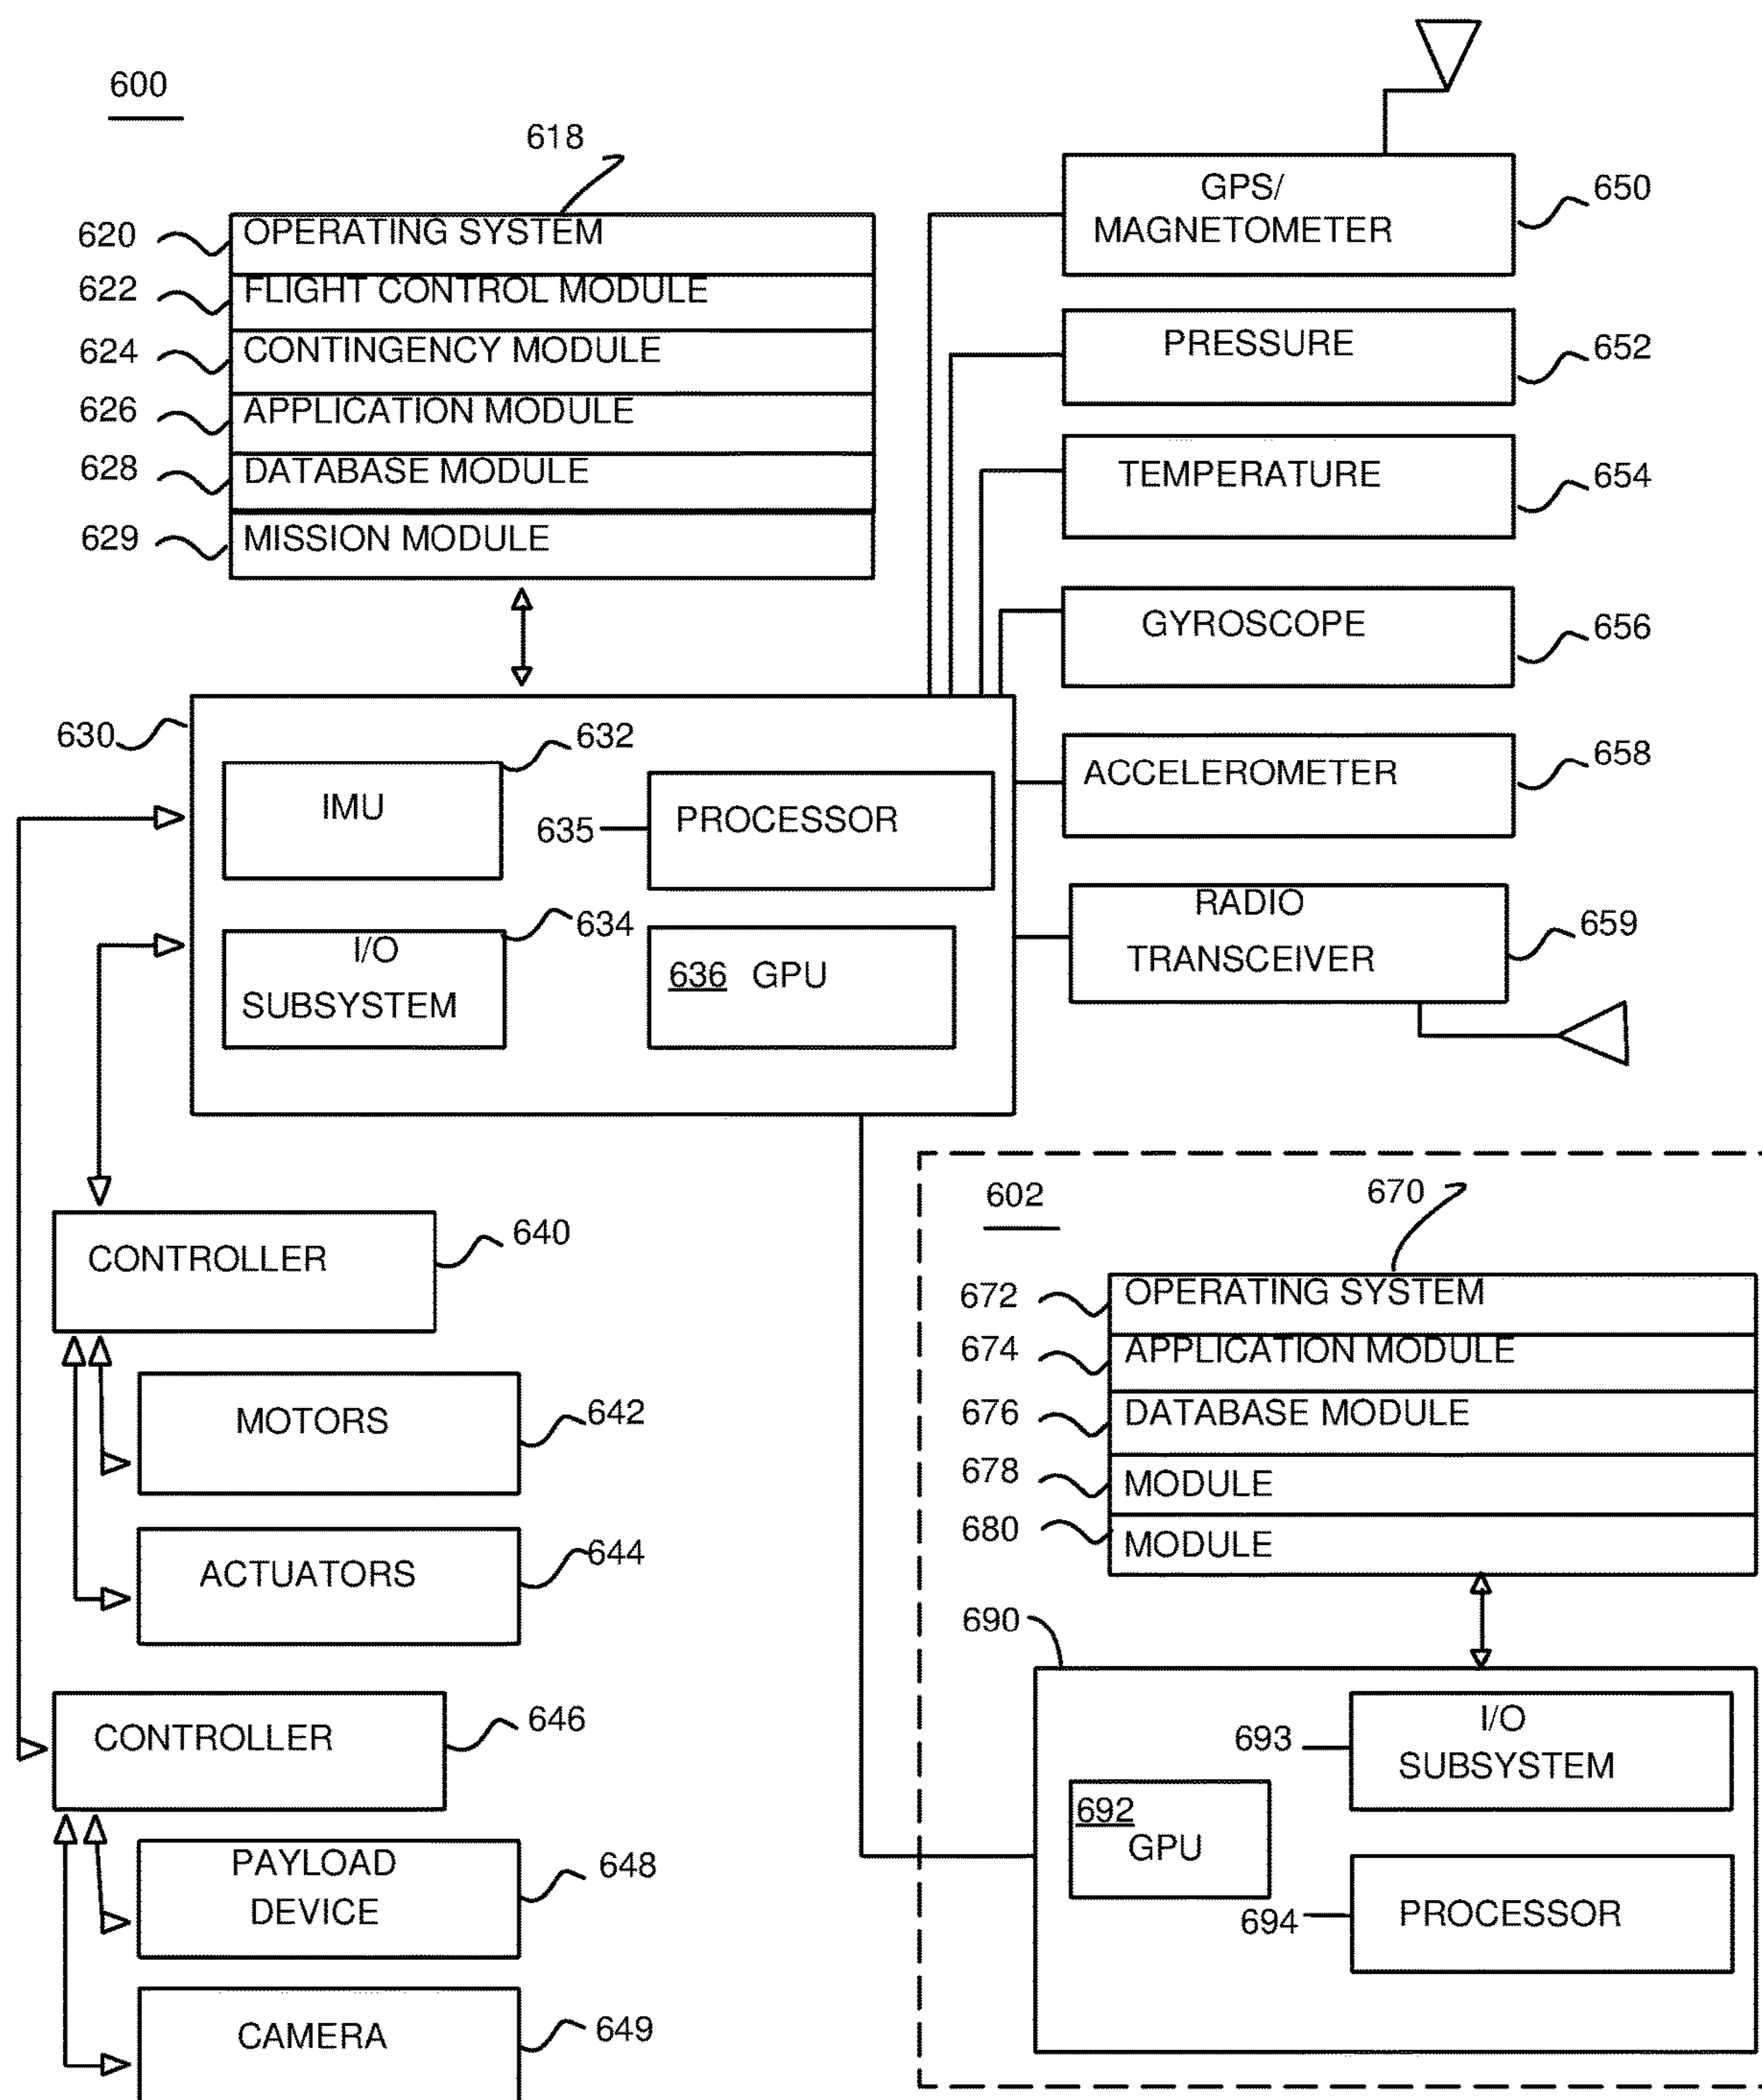 600
618
620 OPERATING SYSTEM
622 FLIGHT CONTROL MODULE
624 CONTINGENCY MODULE
626 APPLICATION MODULE
628 DATABASE MODULE
629 MISSION MODULE
GPS/
MAGNETOMETER 650
PRESSURE 652
TEMPERATURE 654
GYROSCOPE 656
ACCELEROMETER 658
RADIO
TRANSCEIVER 659
630
632
IMU
635 PROCESSOR
634
I/O
SUBSYSTEM
636 GPU
CONTROLLER 640
MOTORS 642
ACTUATORS 644
CONTROLLER 646
PAYLOAD
DEVICE 648
CAMERA 649
602
670
672 OPERATING SYSTEM
674 APPLICATION MODULE
676 DATABASE MODULE
678 MODULE
680 MODULE
690
693 I/O
SUBSYSTEM
692
GPU
694 PROCESSOR